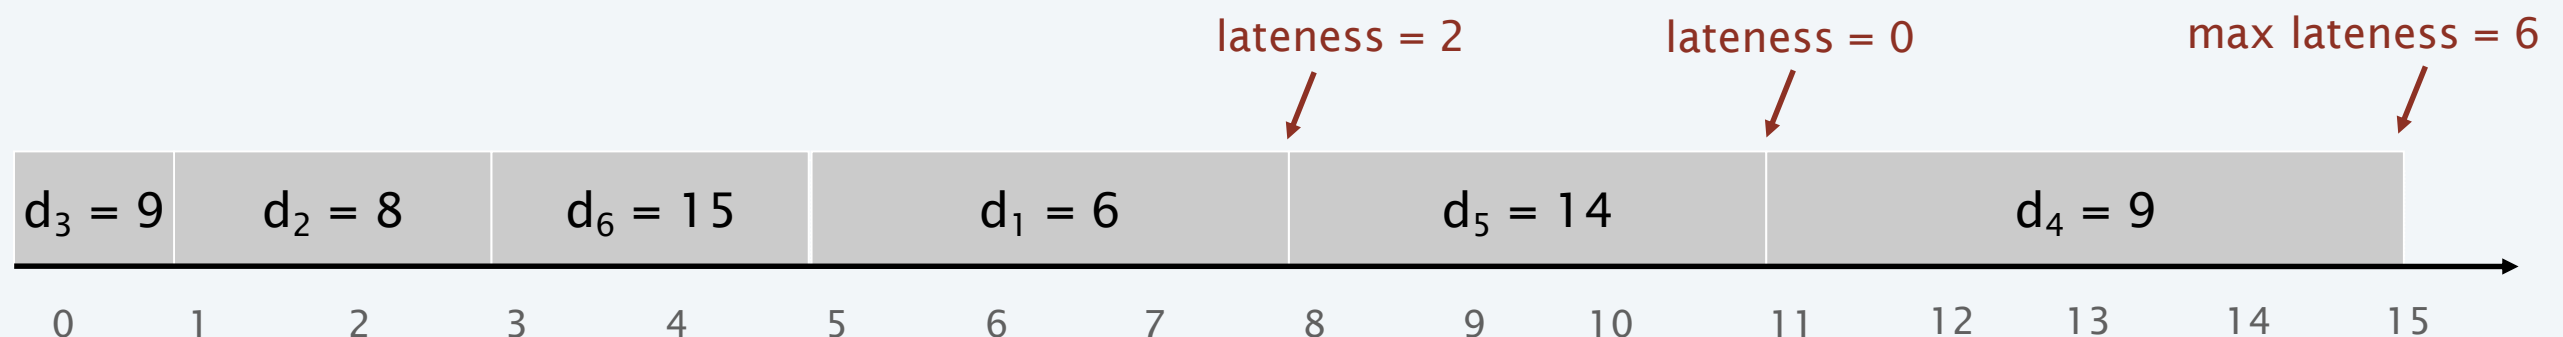 lateness = 2 lateness = 0 max lateness = 6
d₃ = 9 d₂ = 8 d₆ = 15 d₁ = 6 d₅ = 14 d₄ = 9
0 1 2 3 4 5 6 7 8 9 10 11 12 13 14 15